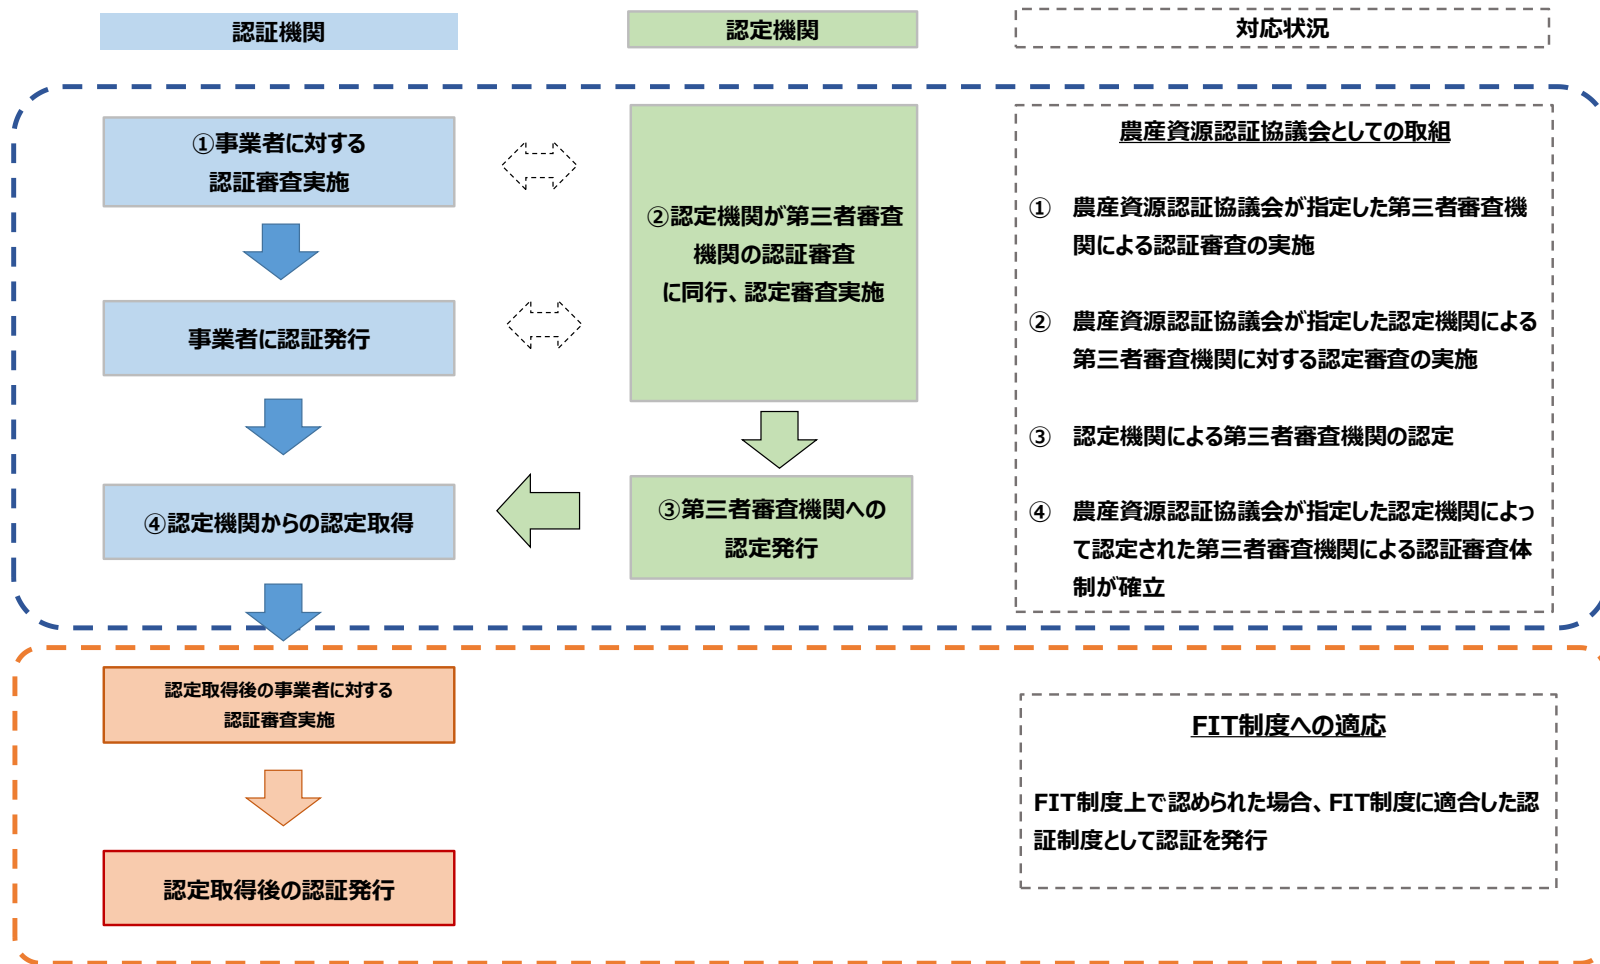 認証機関
認定機関
対応状況
①事業者に対する
認証審査実施
事業者に認証発行
④認定機関からの認定取得
②認定機関が第三者審査
機関の認証審査
に同行、認定審査実施
③第三者審査機関への
認定発行
農産資源認証協議会としての取組
① 農産資源認証協議会が指定した第三者審査機
関による認証審査の実施
② 農産資源認証協議会が指定した認定機関による
第三者審査機関に対する認定審査の実施
③ 認定機関による第三者審査機関の認定
④ 農産資源認証協議会が指定した認定機関によっ
て認定された第三者審査機関による認証審査体
制が確立
認定取得後の事業者に対する
認証審査実施
認定取得後の認証発行
FIT制度への適応
FIT制度上で認められた場合、FIT制度に適合した認
証制度として認証を発行